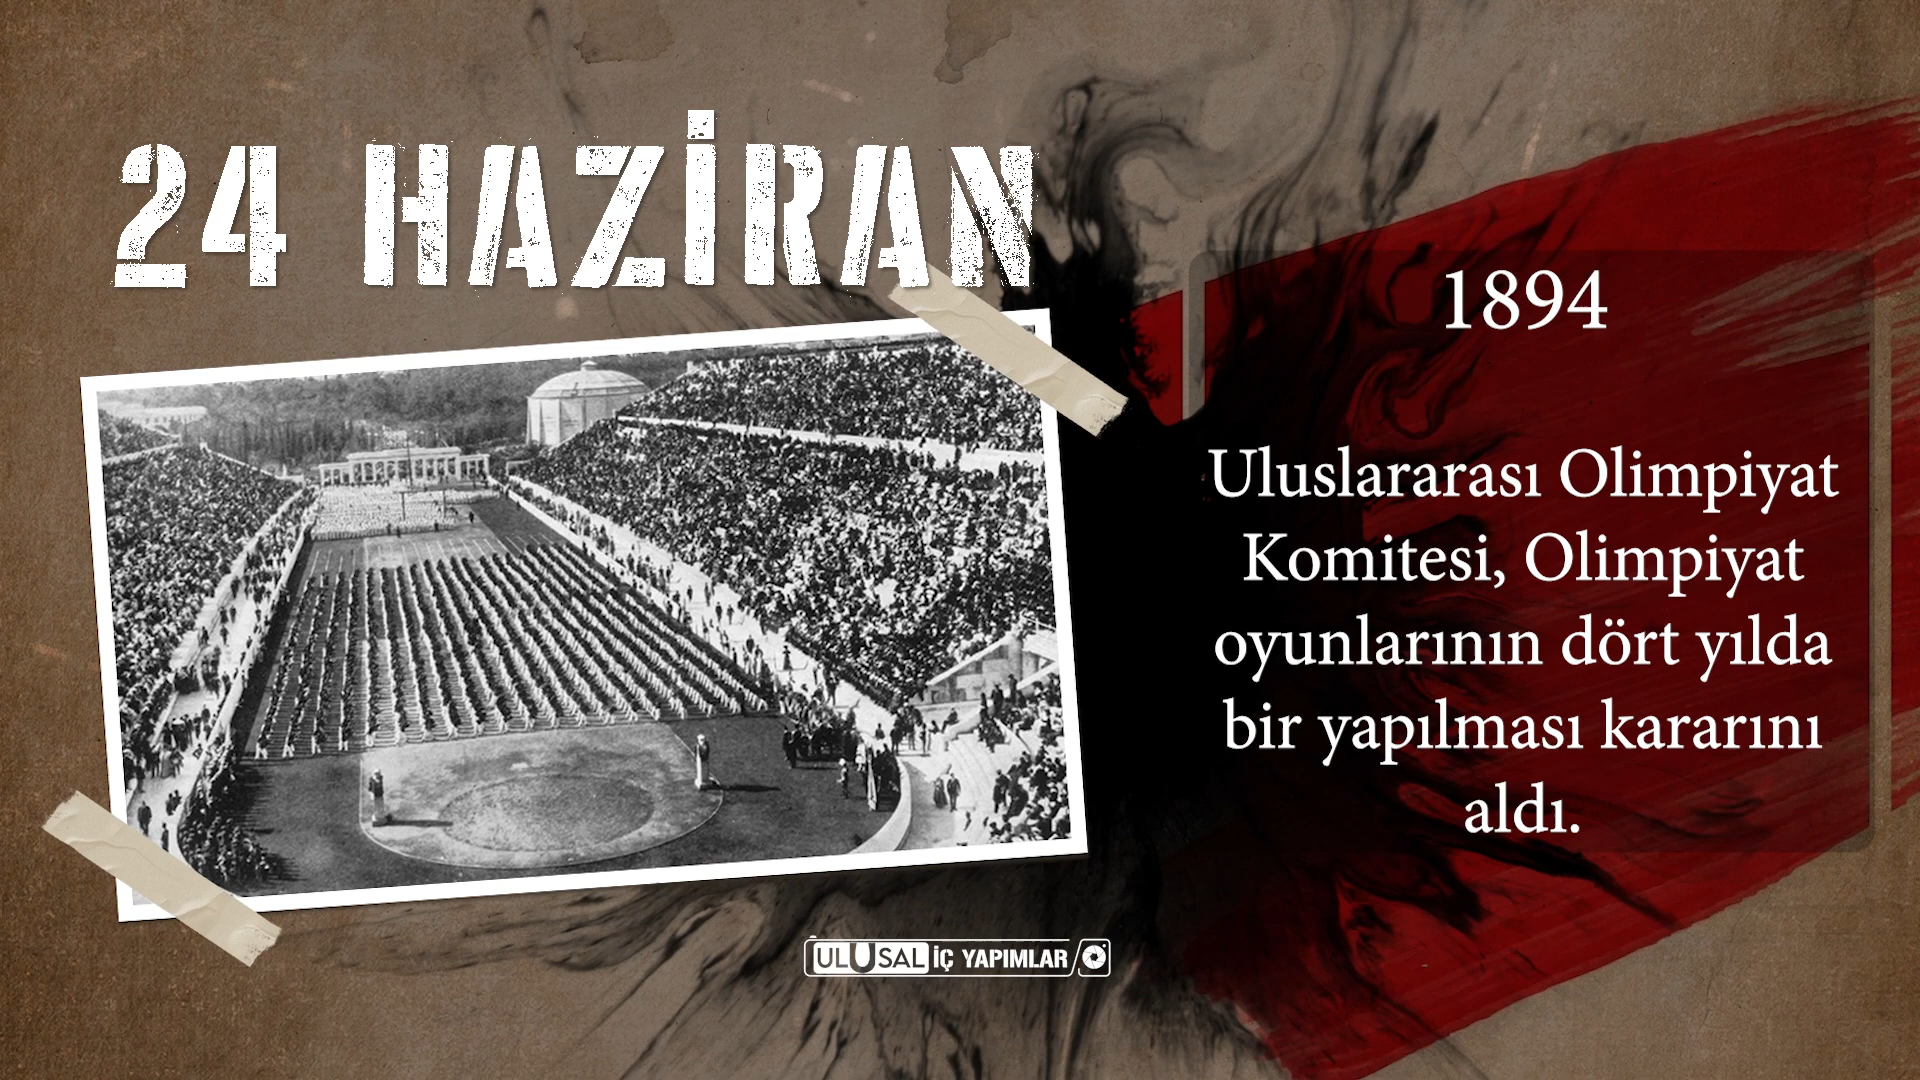 24 HAZİRAN
1894
Uluslararası Olimpiyat
Komitesi, Olimpiyat
oyunlarının dört yılda
bir yapılması kararını
aldı.
ULUSAL İÇ YAPIMLAR